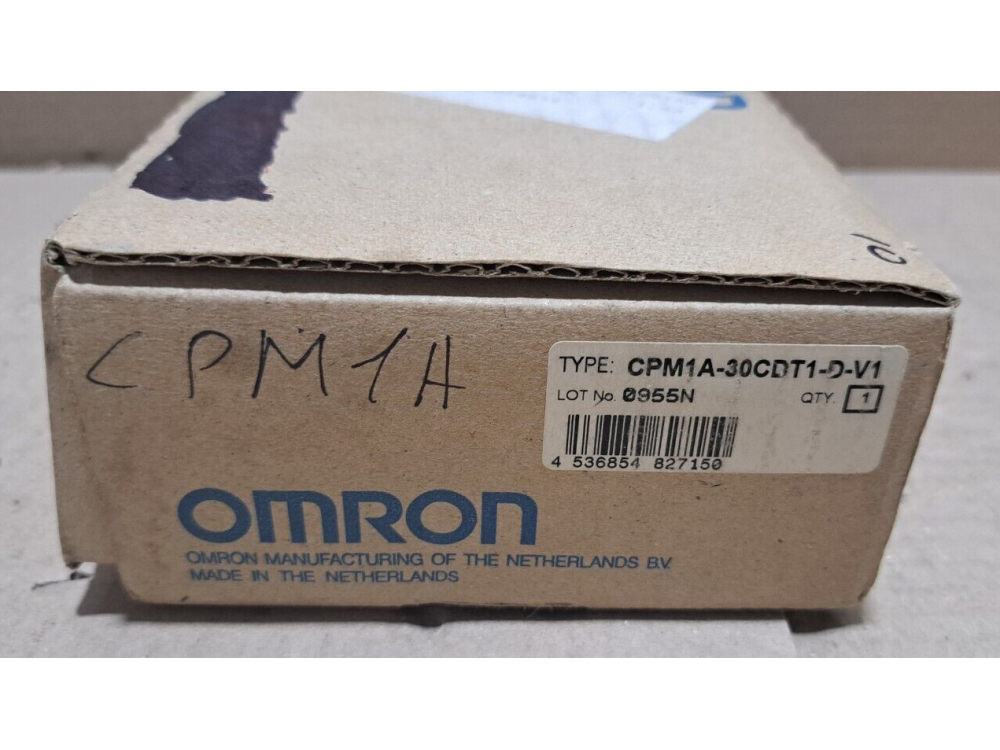 CPM1A
TYPE: CPM1A-30CDT1-D-V1
LOT No. 0955N QTY. 1
4 536854 827150
OMRON
OMRON MANUFACTURING OF THE NETHERLANDS B.V.
MADE IN THE NETHERLANDS